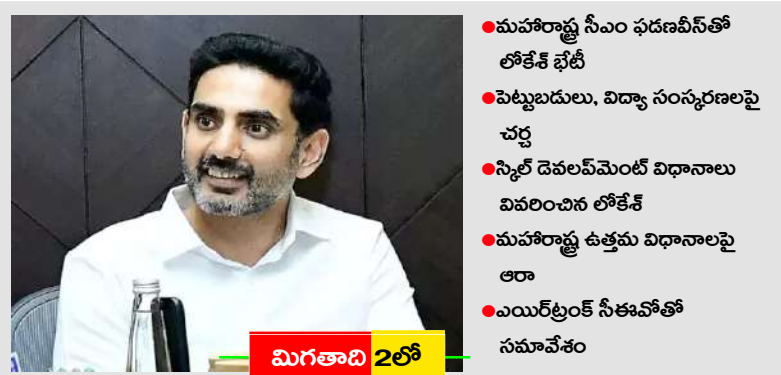 ●మహారాష్ట్ర సీఎం ఫడణవీస్‌తో
లోకేశ్ భేటీ
●పెట్టుబడులు, విద్యా సంస్కరణలపై
చర్చ
●స్కిల్ డెవలప్‌మెంట్ విధానాలు
వివరించిన లోకేశ్
●మహారాష్ట్ర ఉత్తమ విధానాలపై
ఆరా
●ఎయిర్‌ట్రంక్ సీఈవోతో
సమావేశం
మిగతాది 2లో